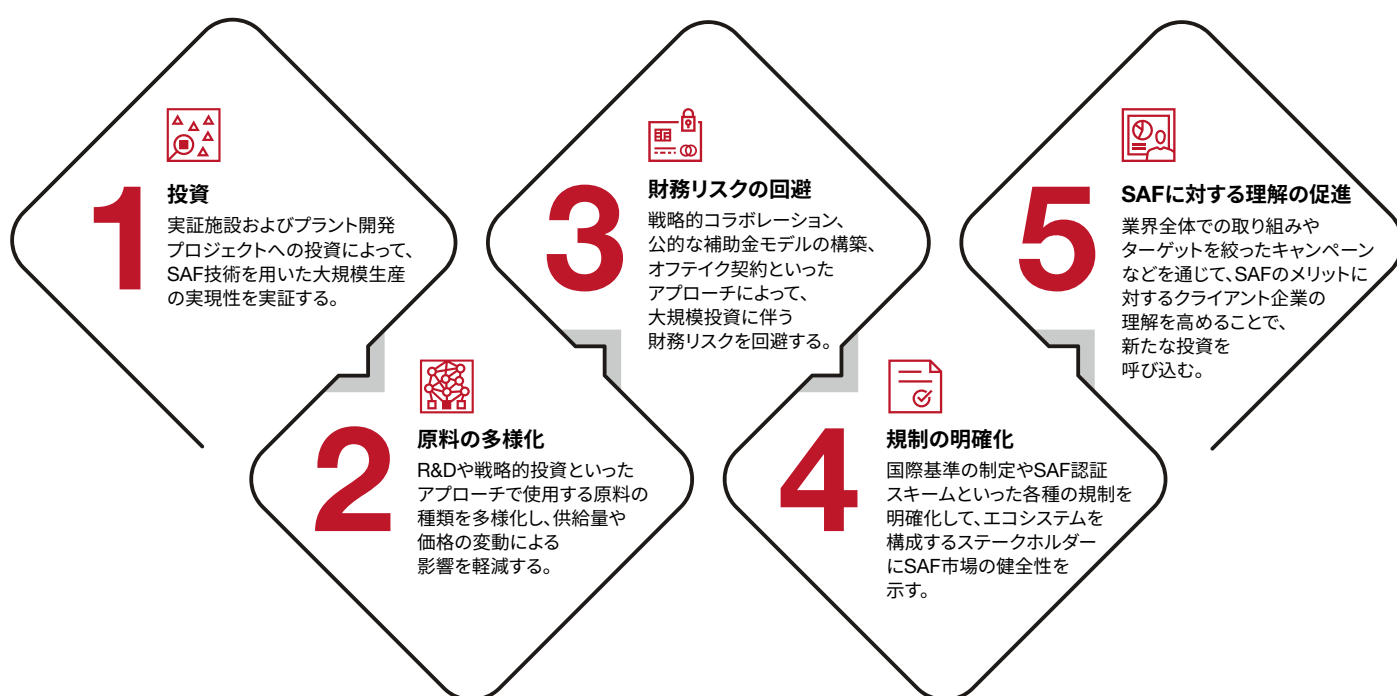 1
投資
実証施設およびプラント開発
プロジェクトへの投資によって、
SAF技術を用いた大規模生産
の実現性を実証する。
2
原料の多様化
R&Dや戦略的投資といった
アプローチで使用する原料の
種類を多様化し、供給量や
価格の変動による
影響を軽減する。
3
財務リスクの回避
戦略的コラボレーション、
公的な補助金モデルの構築、
オフテイク契約といった
アプローチによって、
大規模投資に伴う
財務リスクを回避する。
4
規制の明確化
国際基準の制定やSAF認証
スキームといった各種の規制を
明確化して、エコシステムを
構成するステークホルダー
にSAF市場の健全性を
示す。
5
SAFに対する理解の促進
業界全体での取り組みや
ターゲットを絞ったキャンペーン
などを通じて、SAFのメリットに
対するクライアント企業の
理解を高めることで、
新たな投資を
呼び込む。